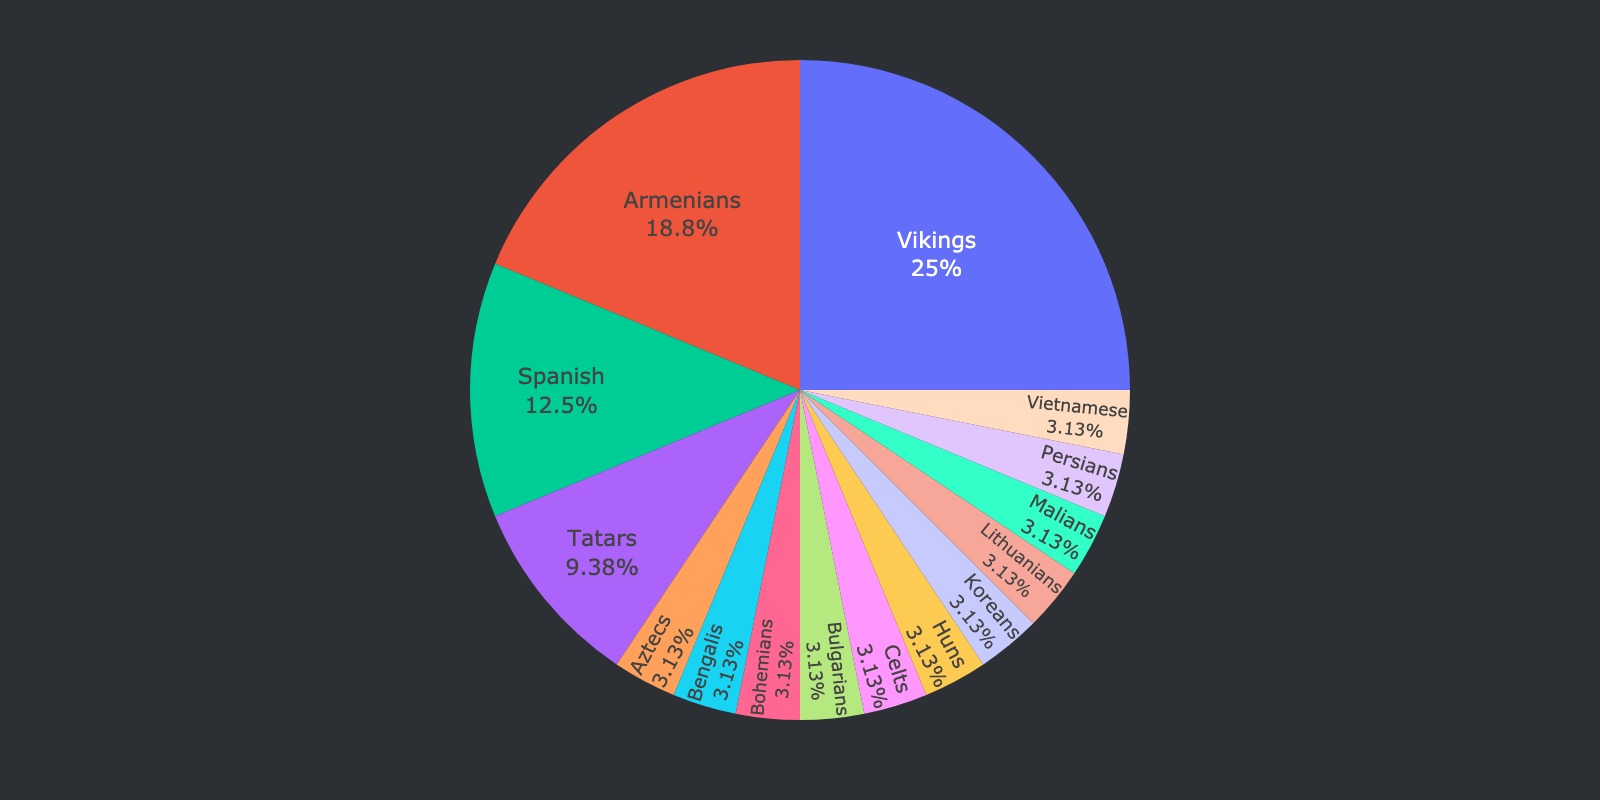 Armenians
18.8%
Vikings
25%
Spanish
12.5%
Tatars
9.38%
Aztecs
3.13%
Bengalis
3.13%
Bohemians
3.13%
Bulgarians
3.13%
Celts
3.13%
Huns
3.13%
Koreans
3.13%
Lithuanians
3.13%
Malians
3.13%
Persians
3.13%
Vietnamese
3.13%